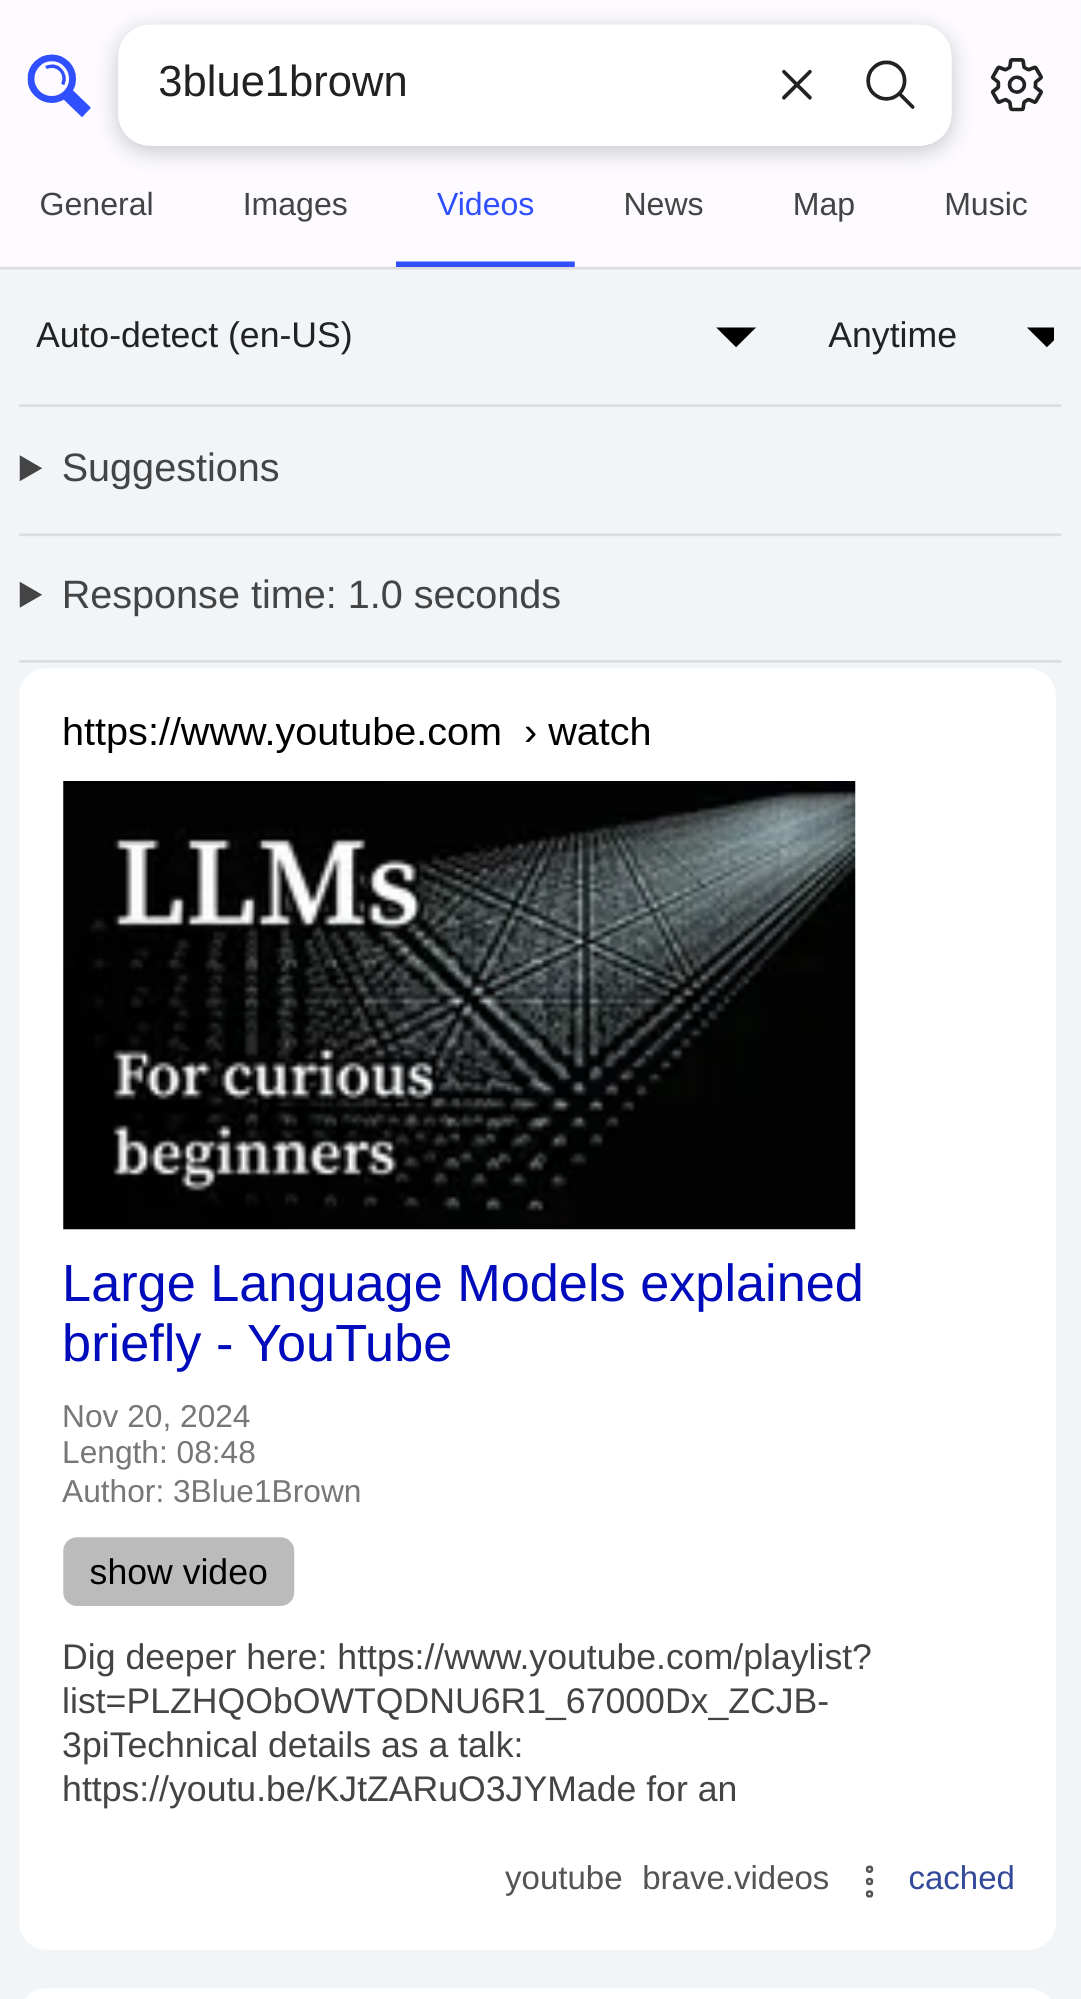 3blue1brown
General Images Videos News Map Music
Auto-detect (en-US) Anytime
Suggestions
Response time: 1.0 seconds
https://www.youtube.com › watch
LLMs
For curious
beginners
Large Language Models explained
briefly - YouTube
Nov 20, 2024
Length: 08:48
Author: 3Blue1Brown
show video
Dig deeper here: https://www.youtube.com/playlist?
list=PLZHQObOWTQDNU6R1_67000Dx_ZCJB-
3piTechnical details as a talk:
https://youtu.be/KJtZARuO3JYMade for an
youtube brave.videos cached